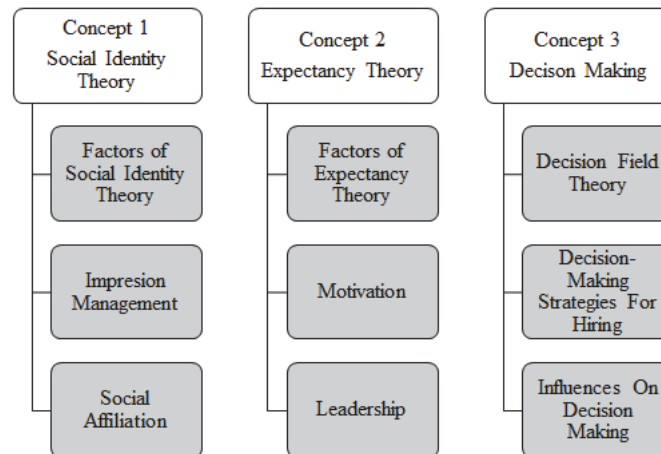 Concept 1
Social Identity
Theory
Factors of
Social Identity
Theory
Impresion
Management
Social
Affiliation
Concept 2
Expectancy Theory
Factors of
Expectancy
Theory
Motivation
Leadership
Concept 3
Decison Making
Decision Field
Theory
Decision-
Making
Strategies For
Hiring
Influences On
Decision
Making